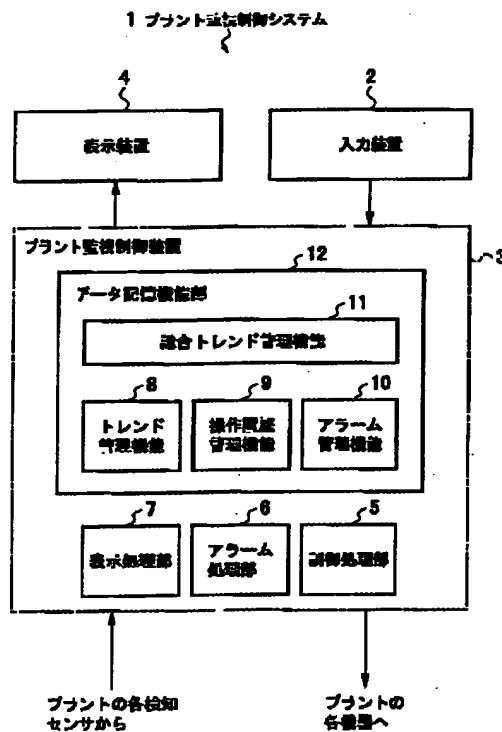 1 プラント監視制御システム
4
2
表示装置
入力装置
プラント監視制御装置
3
12
データ記憶機能部
11
総合トレンド管理機能
8
9
10
トレンド
管理機能
操作履歴
管理機能
アラーム
管理機能
7
6
5
表示処理部
アラーム
処理部
制御処理部
プラントの各検知
センサから
プラントの
各機器へ